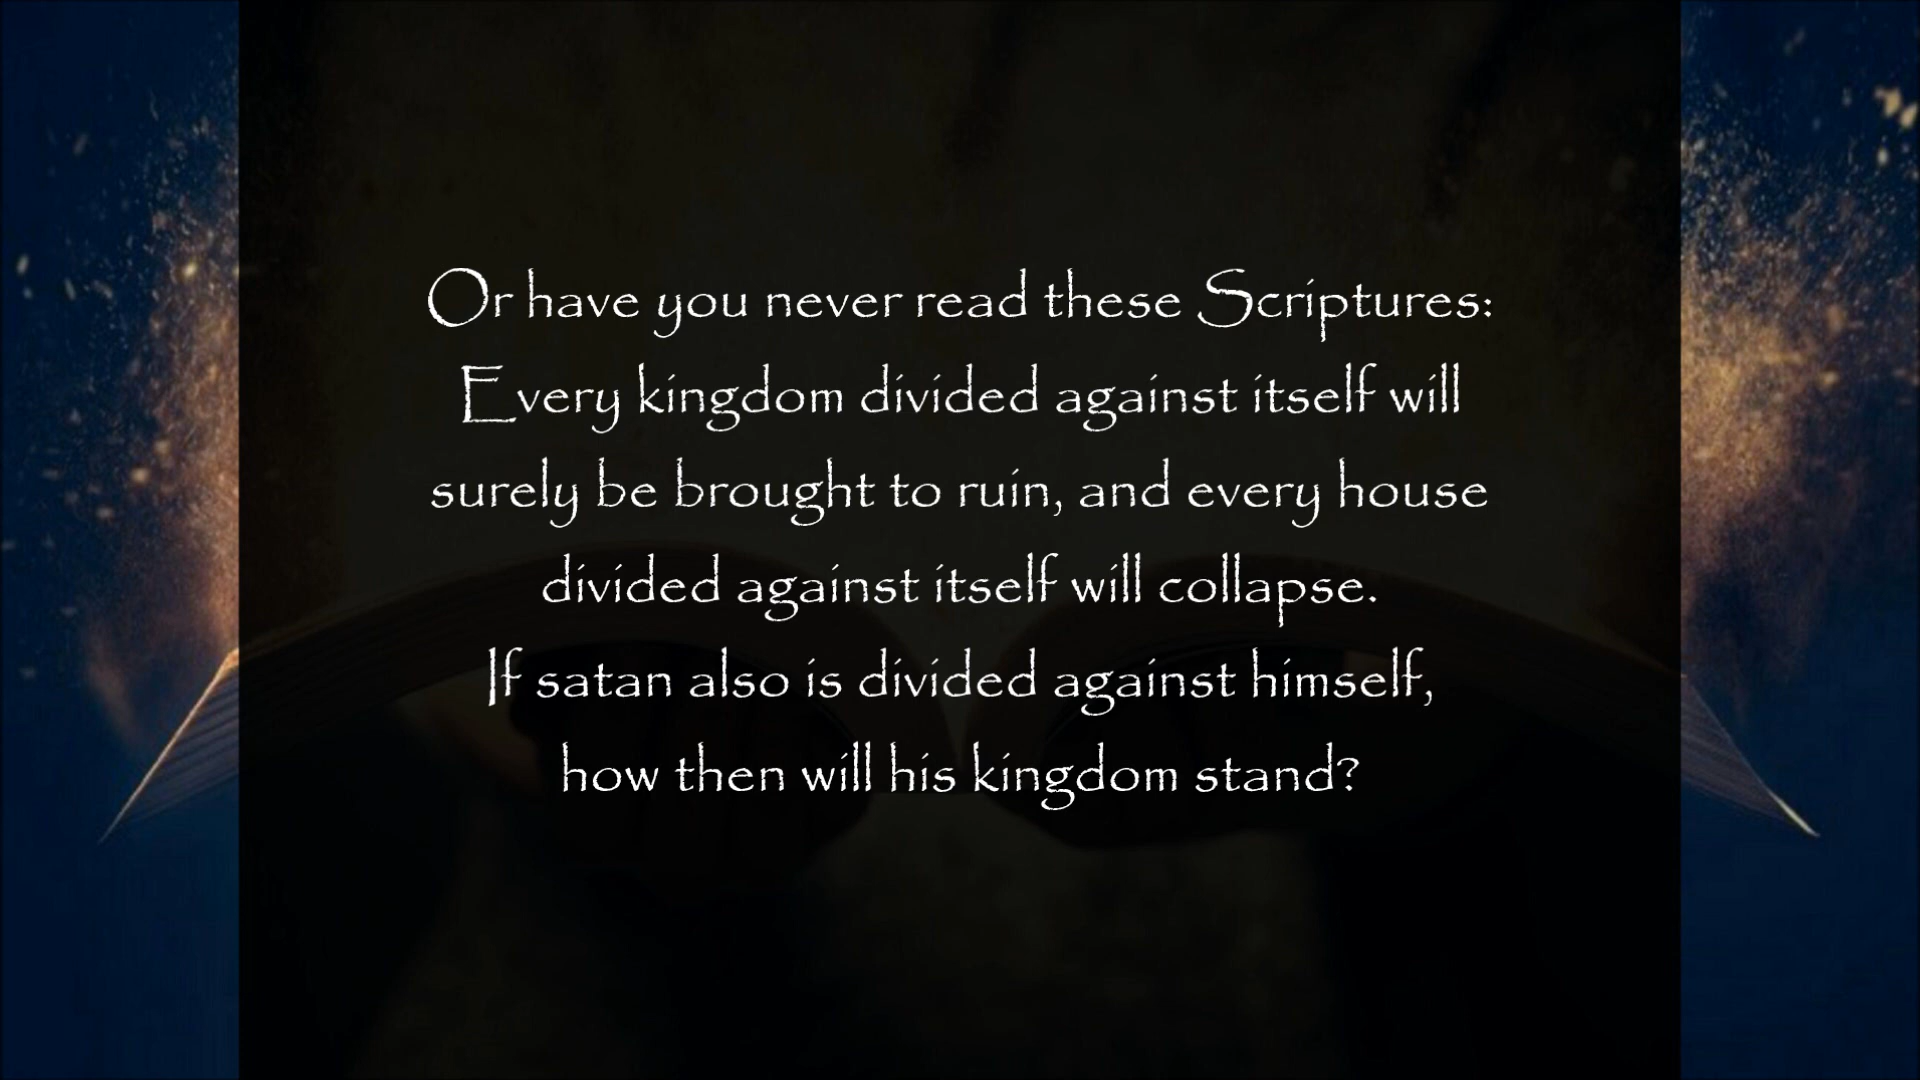 Or have you never read these Scriptures:
Every kingdom divided against itself will
surely be brought to ruin, and every house
divided against itself will collapse.
If satan also is divided against himself,
how then will his kingdom stand?